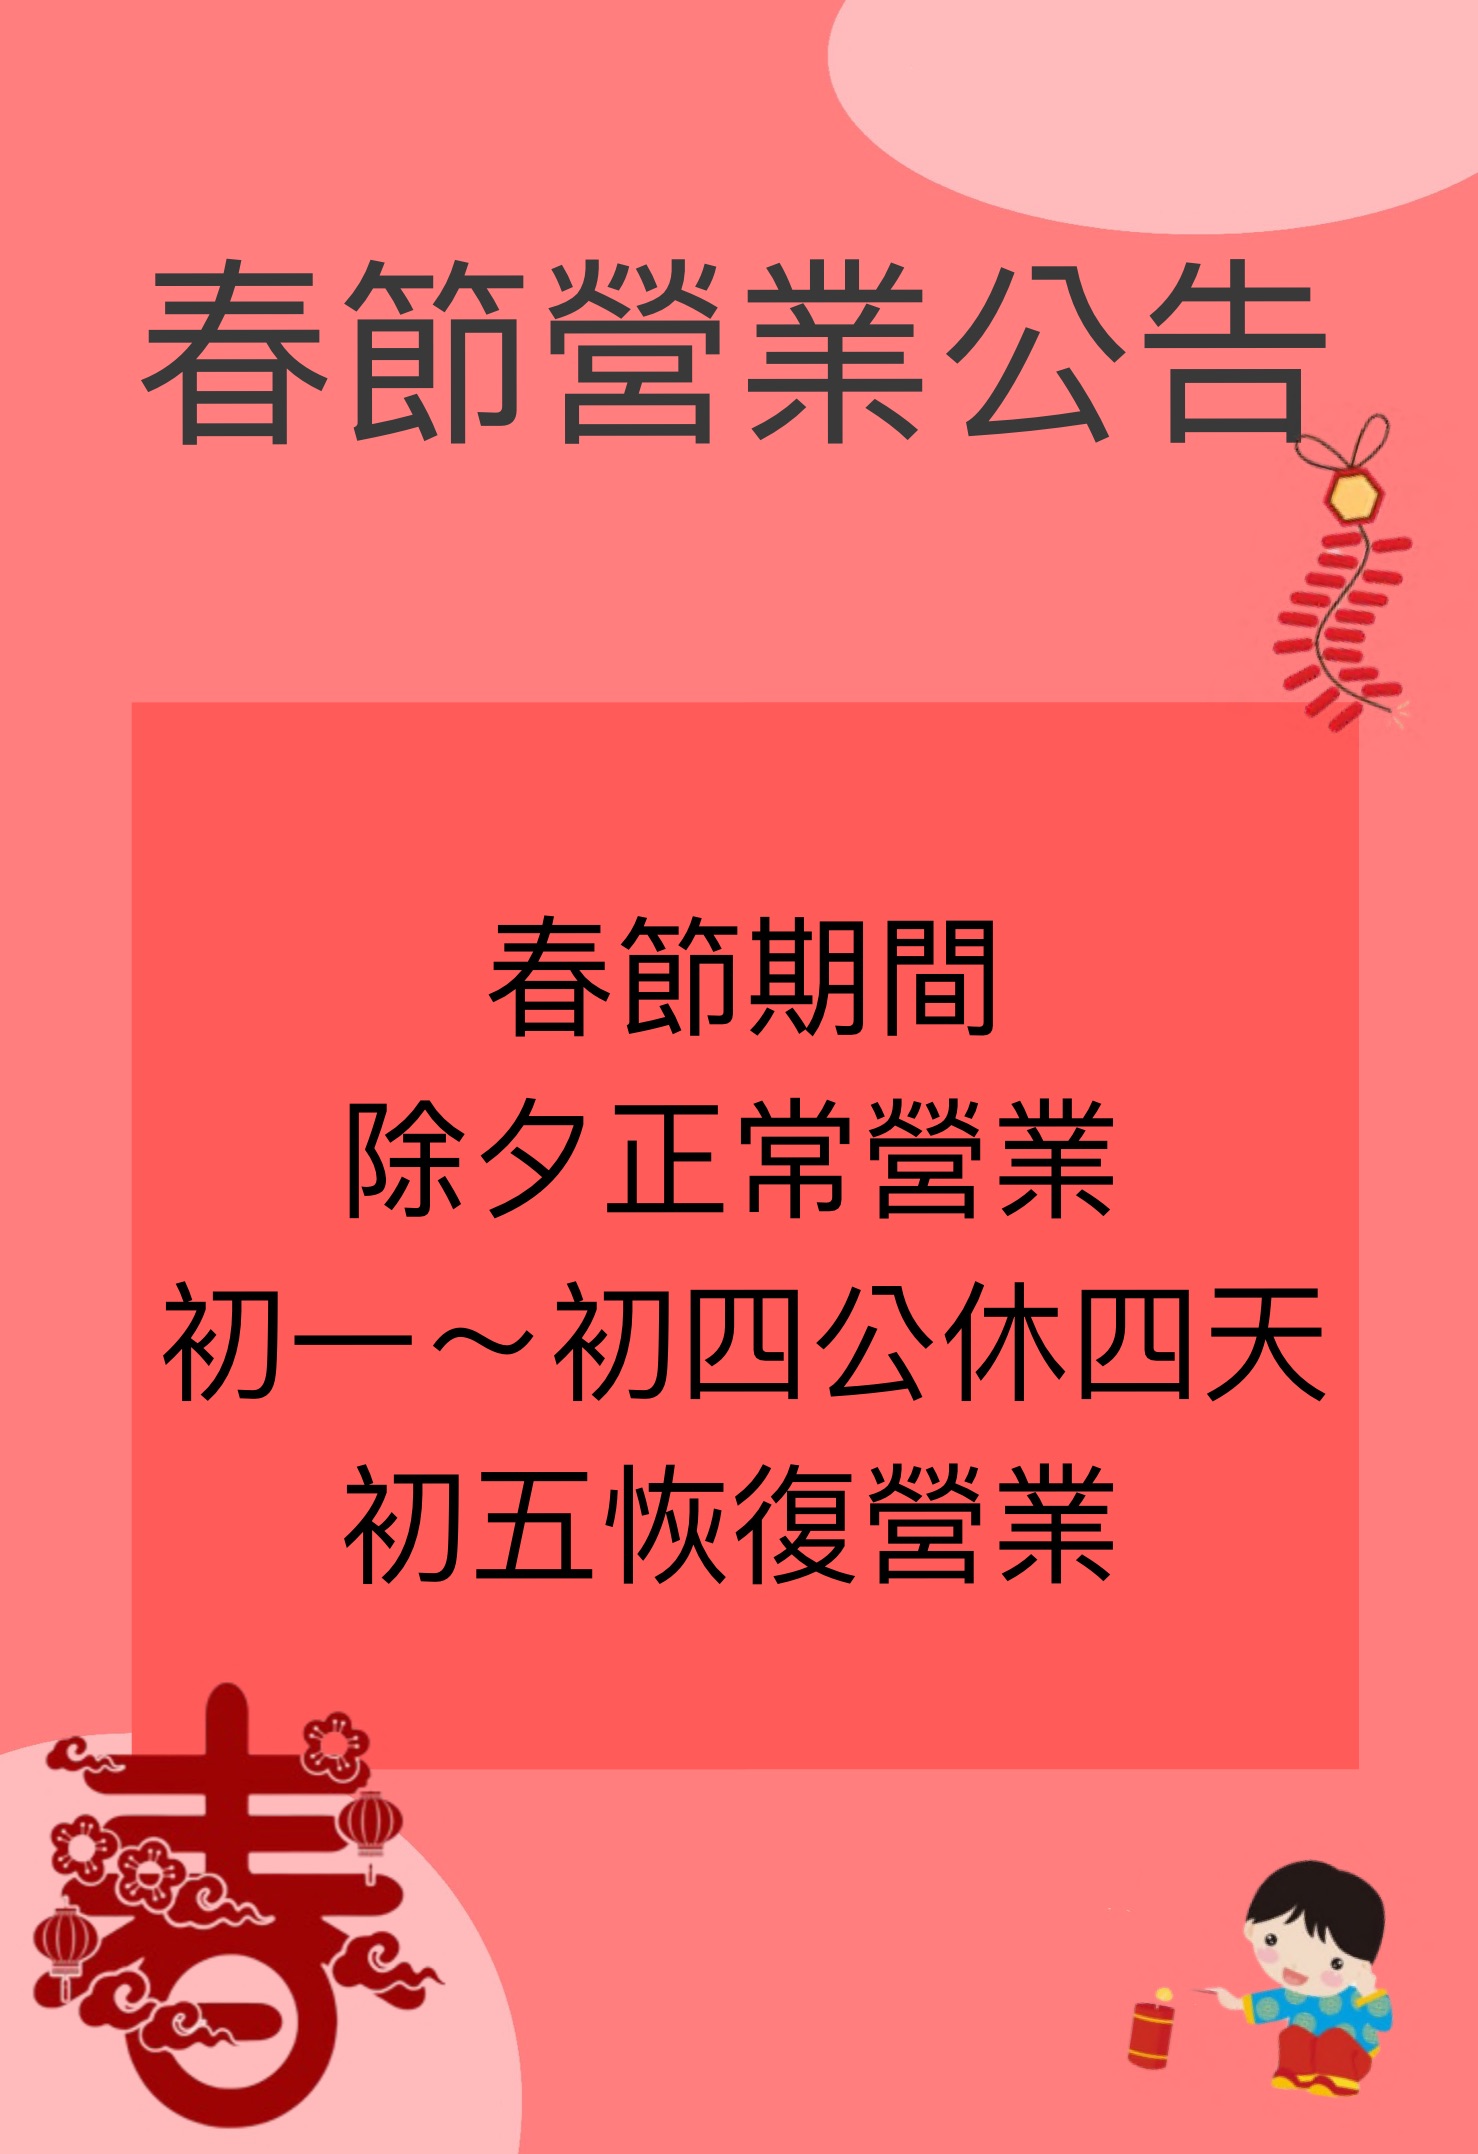 春節營業公告
春節期間
除夕正常營業
初一～初四公休四天
初五恢復營業
春